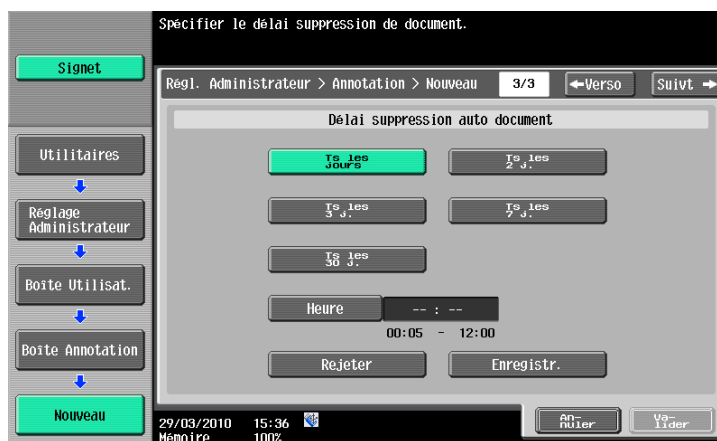 Spécifier le délai suppression de document.
Signet
Régl. Administrateur > Annotation > Nouveau 3/3 ←Verso Suivt →
Délai suppression auto document
Utilitaires
Réglage
Administrateur
Boîte Utilisat.
Boîte Annotation
Nouveau
Ts les
jours
Ts les
2 j.
Ts les
3 j.
Ts les
7 j.
Ts les
30 j.
Heure -- : --
00:05 - 12:00
Rejeter Enregistr.
29/03/2010 15:36
Mémoire 100%
An-
nuler
Va-
lider